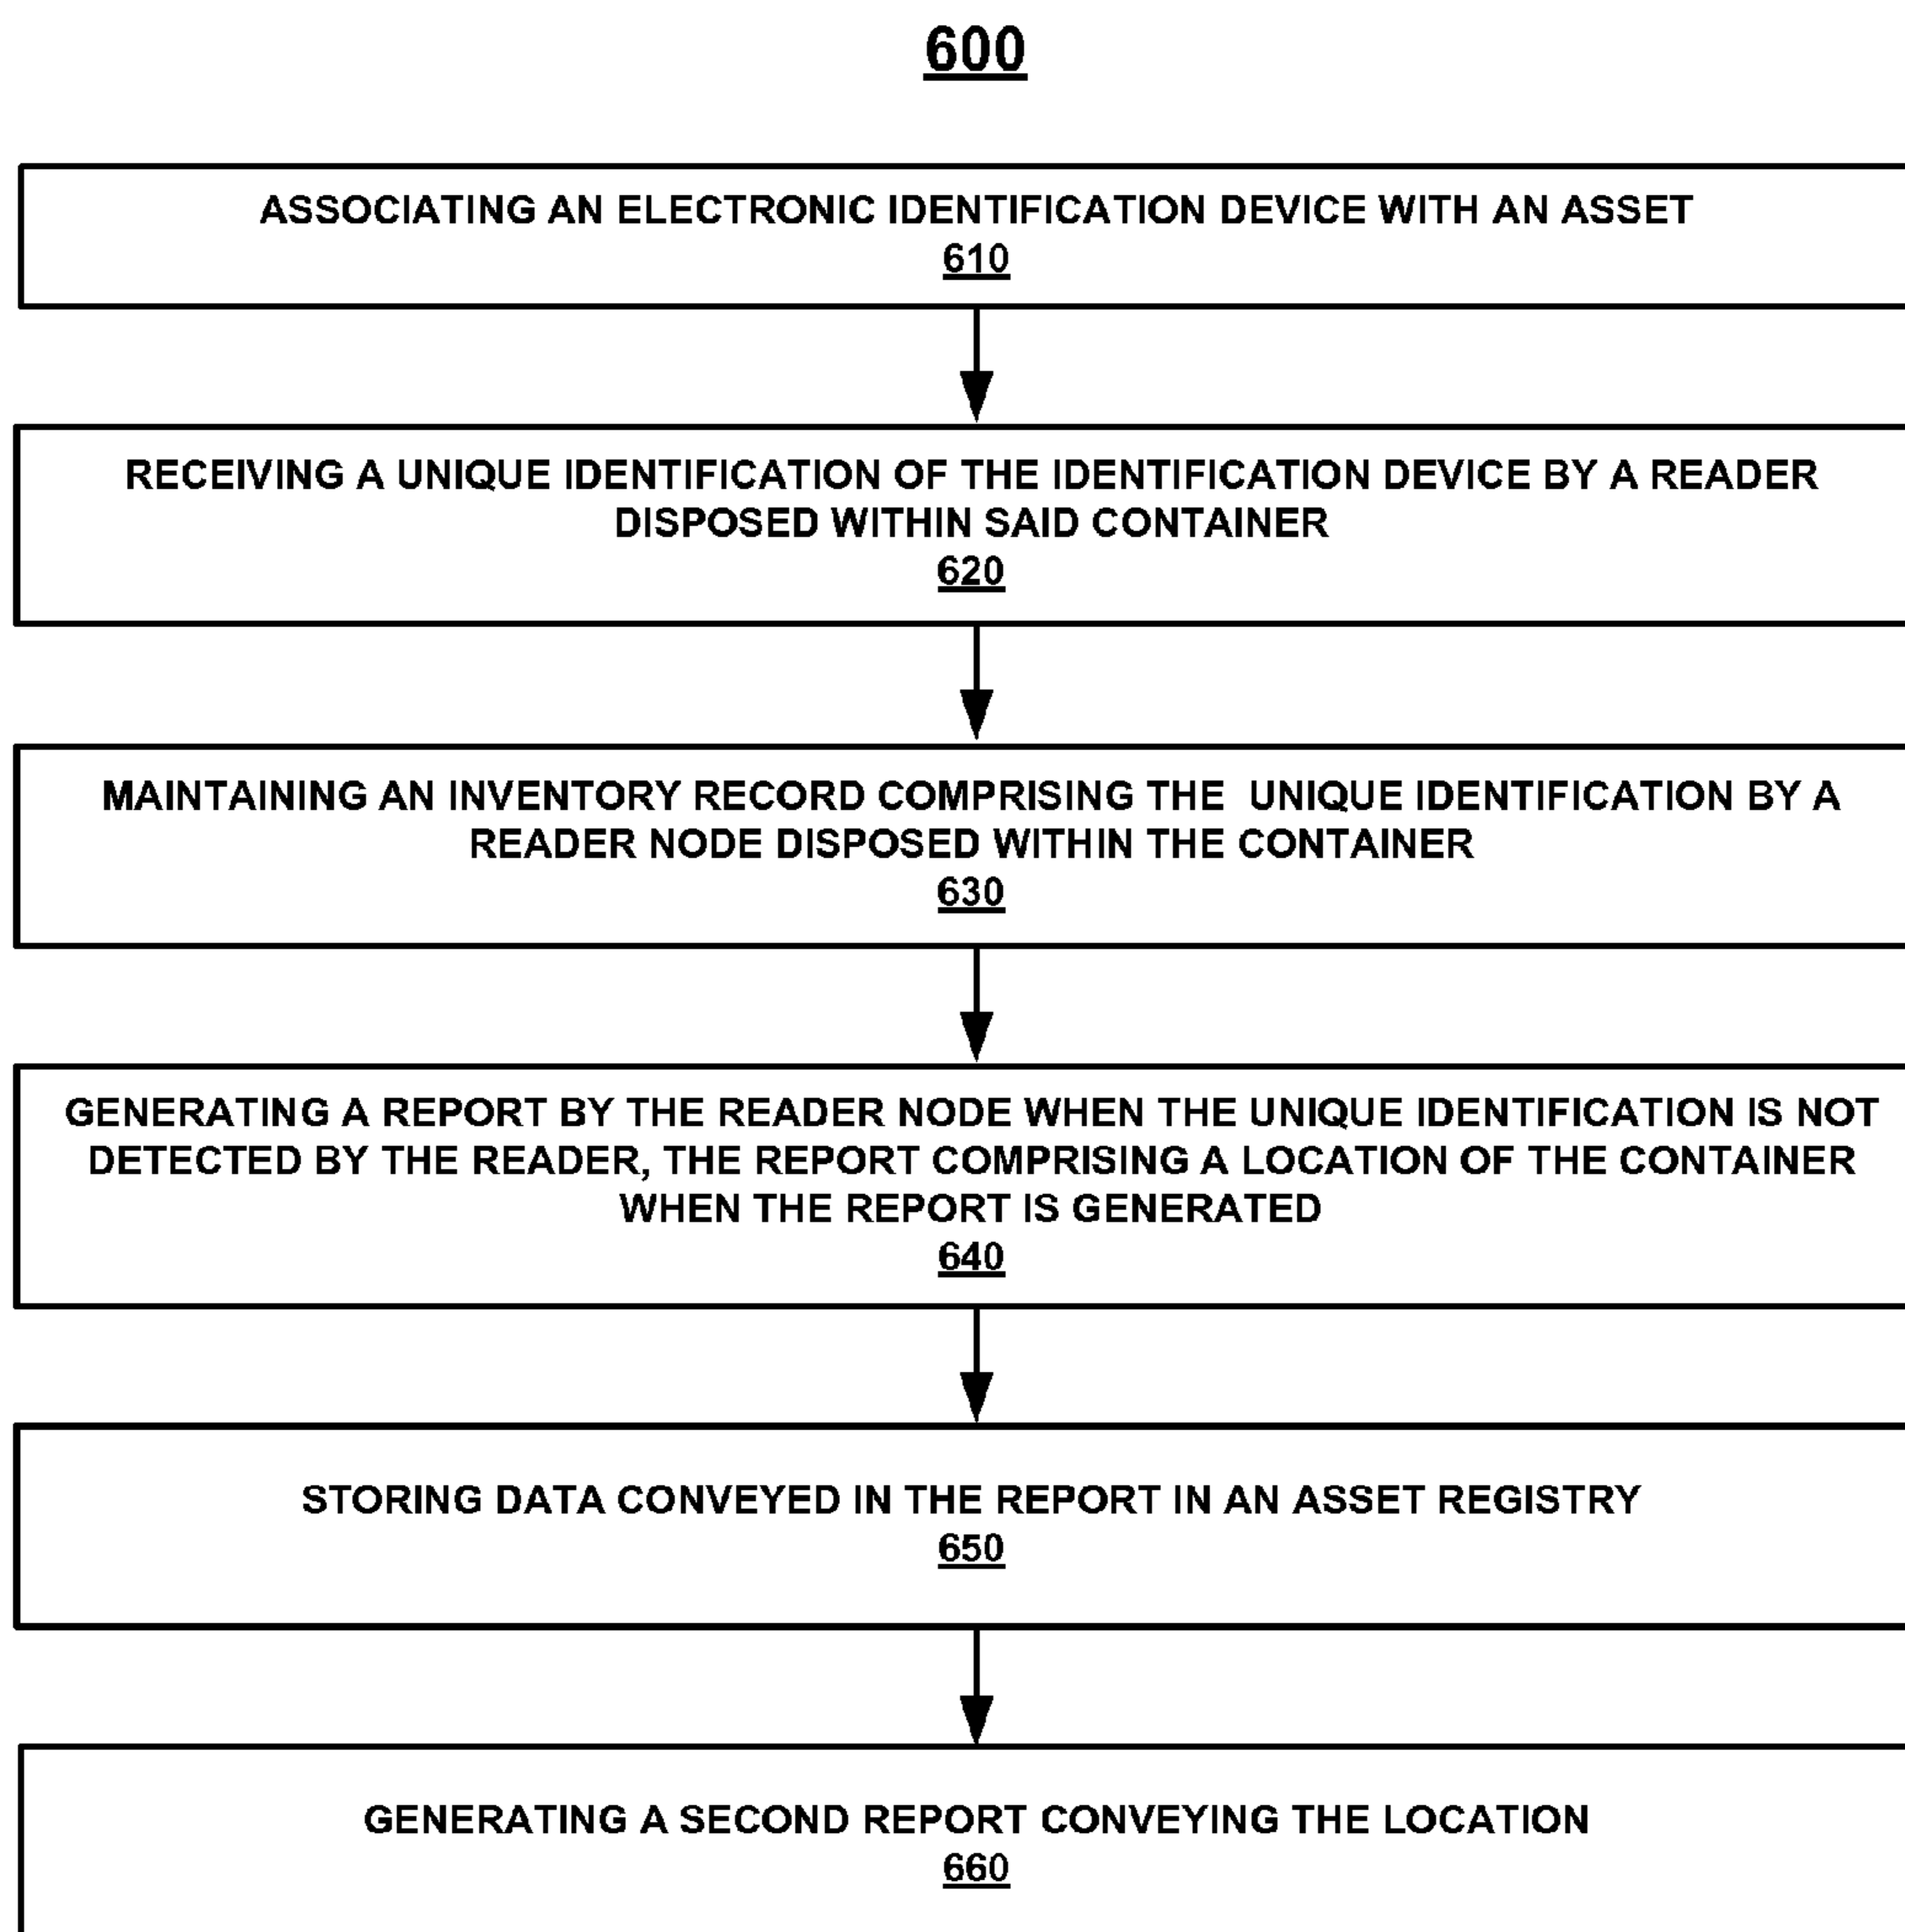 600
ASSOCIATING AN ELECTRONIC IDENTIFICATION DEVICE WITH AN ASSET
610
RECEIVING A UNIQUE IDENTIFICATION OF THE IDENTIFICATION DEVICE BY A READER
DISPOSED WITHIN SAID CONTAINER
620
MAINTAINING AN INVENTORY RECORD COMPRISING THE UNIQUE IDENTIFICATION BY A
READER NODE DISPOSED WITHIN THE CONTAINER
630
GENERATING A REPORT BY THE READER NODE WHEN THE UNIQUE IDENTIFICATION IS NOT
DETECTED BY THE READER, THE REPORT COMPRISING A LOCATION OF THE CONTAINER
WHEN THE REPORT IS GENERATED
640
STORING DATA CONVEYED IN THE REPORT IN AN ASSET REGISTRY
650
GENERATING A SECOND REPORT CONVEYING THE LOCATION
660